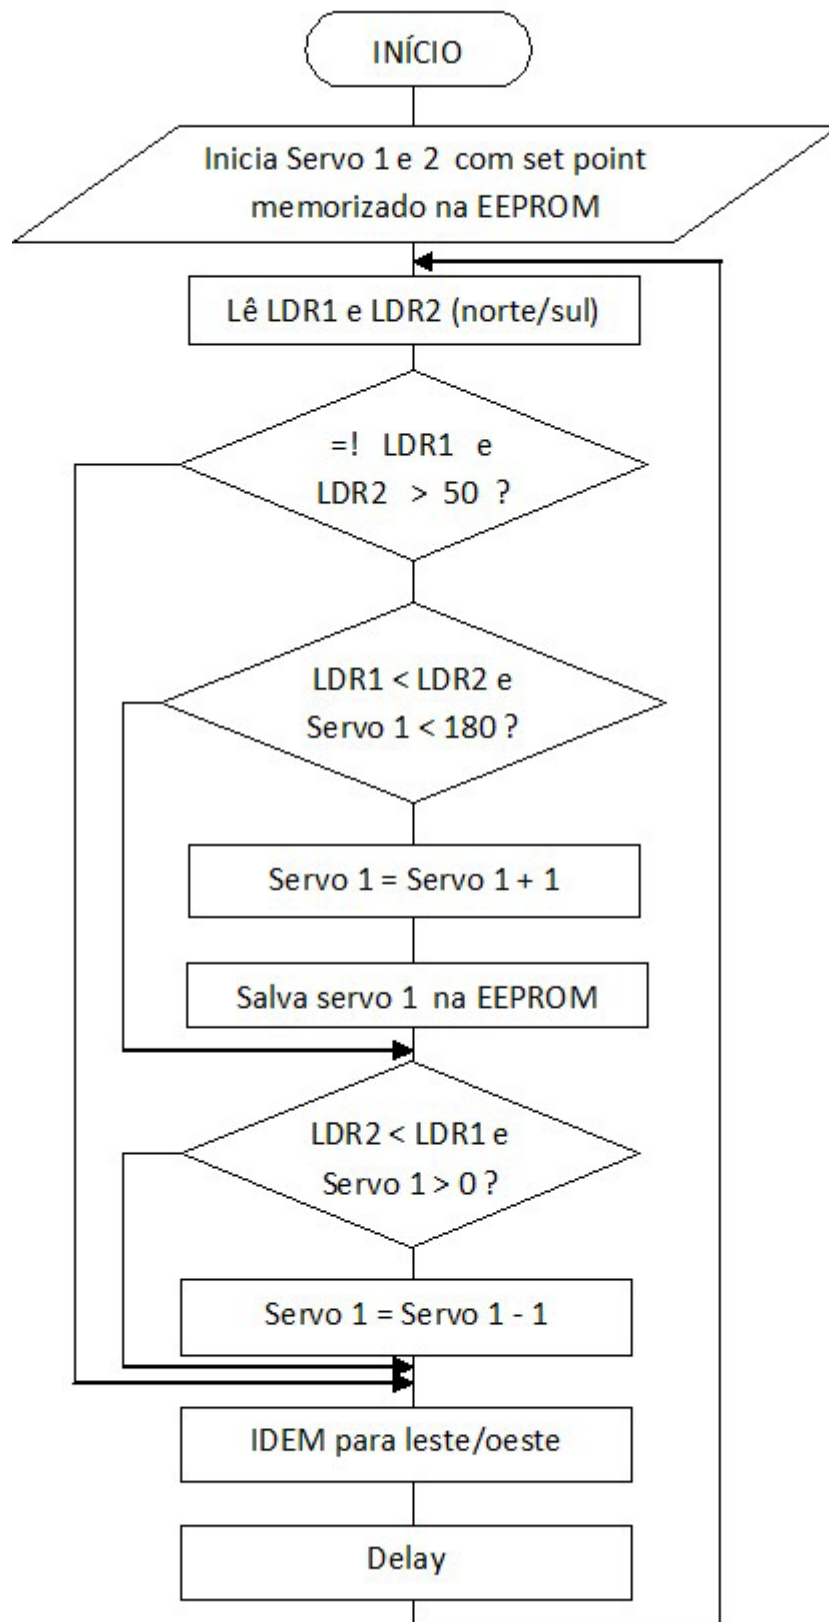 INÍCIO
Inicia Servo 1 e 2 com set point
memorizado na EEPROM
Lê LDR1 e LDR2 (norte/sul)
=! LDR1 e
LDR2 > 50 ?
LDR1 < LDR2 e
Servo 1 < 180 ?
Servo 1 = Servo 1 + 1
Salva servo 1 na EEPROM
LDR2 < LDR1 e
Servo 1 > 0 ?
Servo 1 = Servo 1 - 1
IDEM para leste/oeste
Delay